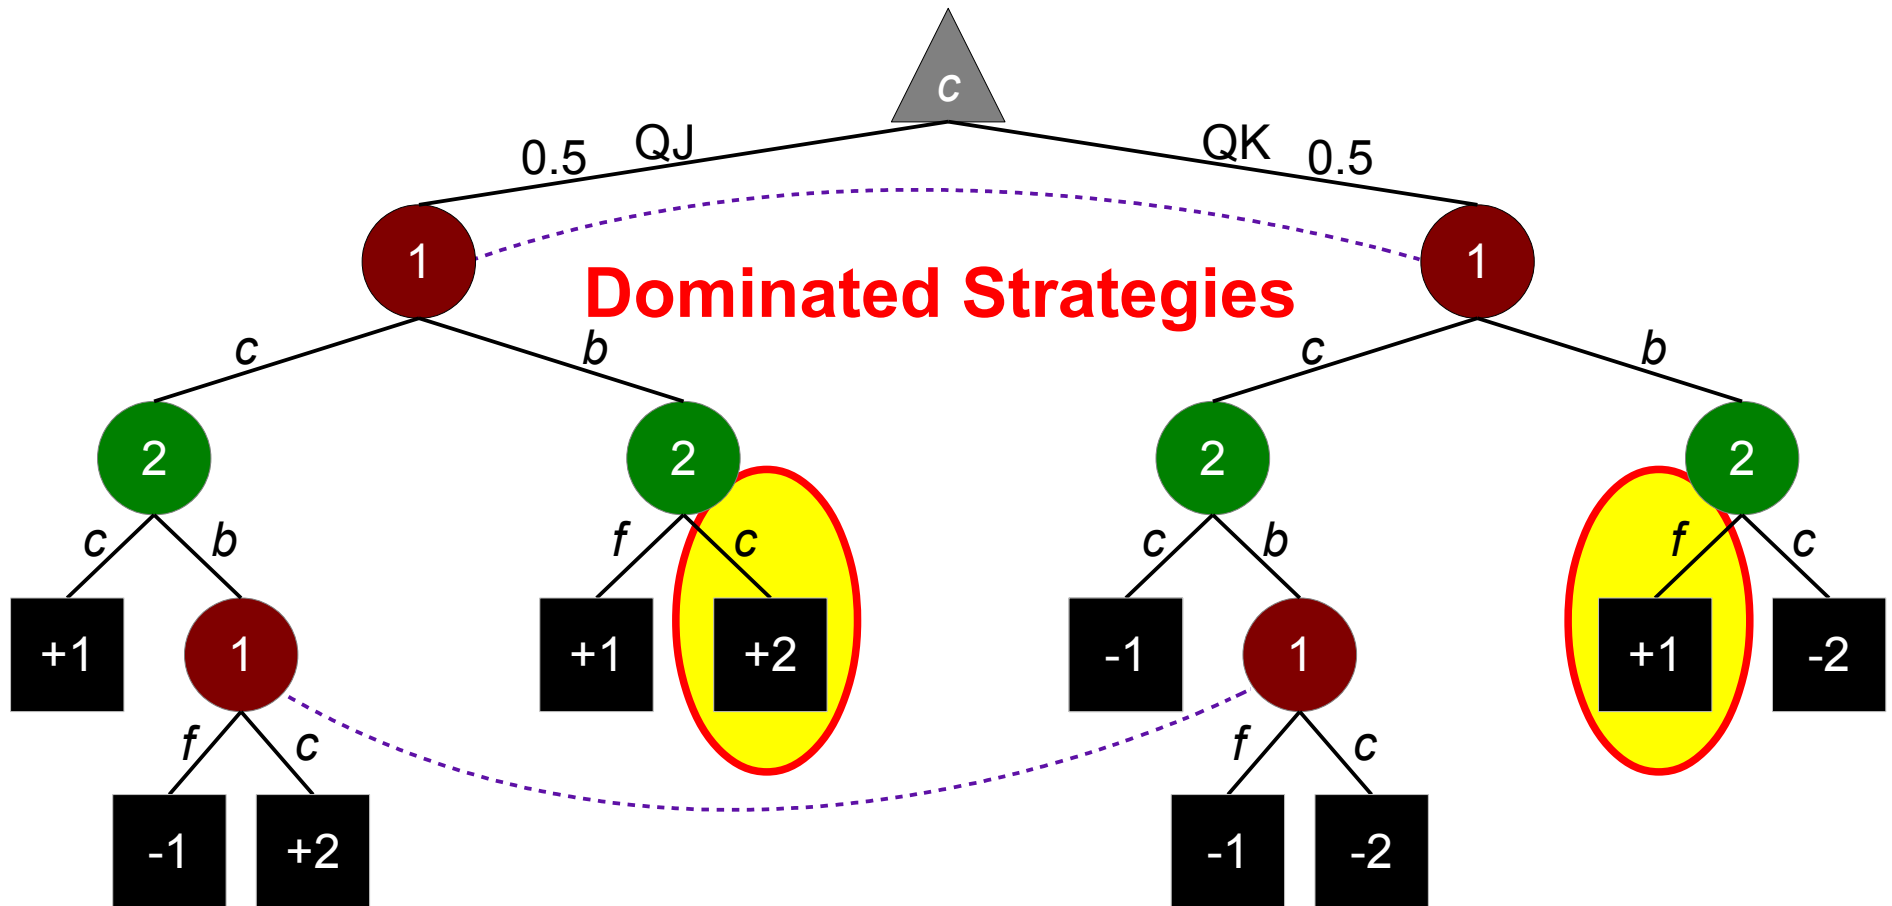 c
0.5 QJ QK 0.5
1 1
Dominated Strategies
c b c b
2 2 2 2
c b f c c b f c
+1 1 +1 +2 -1 1 +1 -2
f c f c
-1 +2 -1 -2